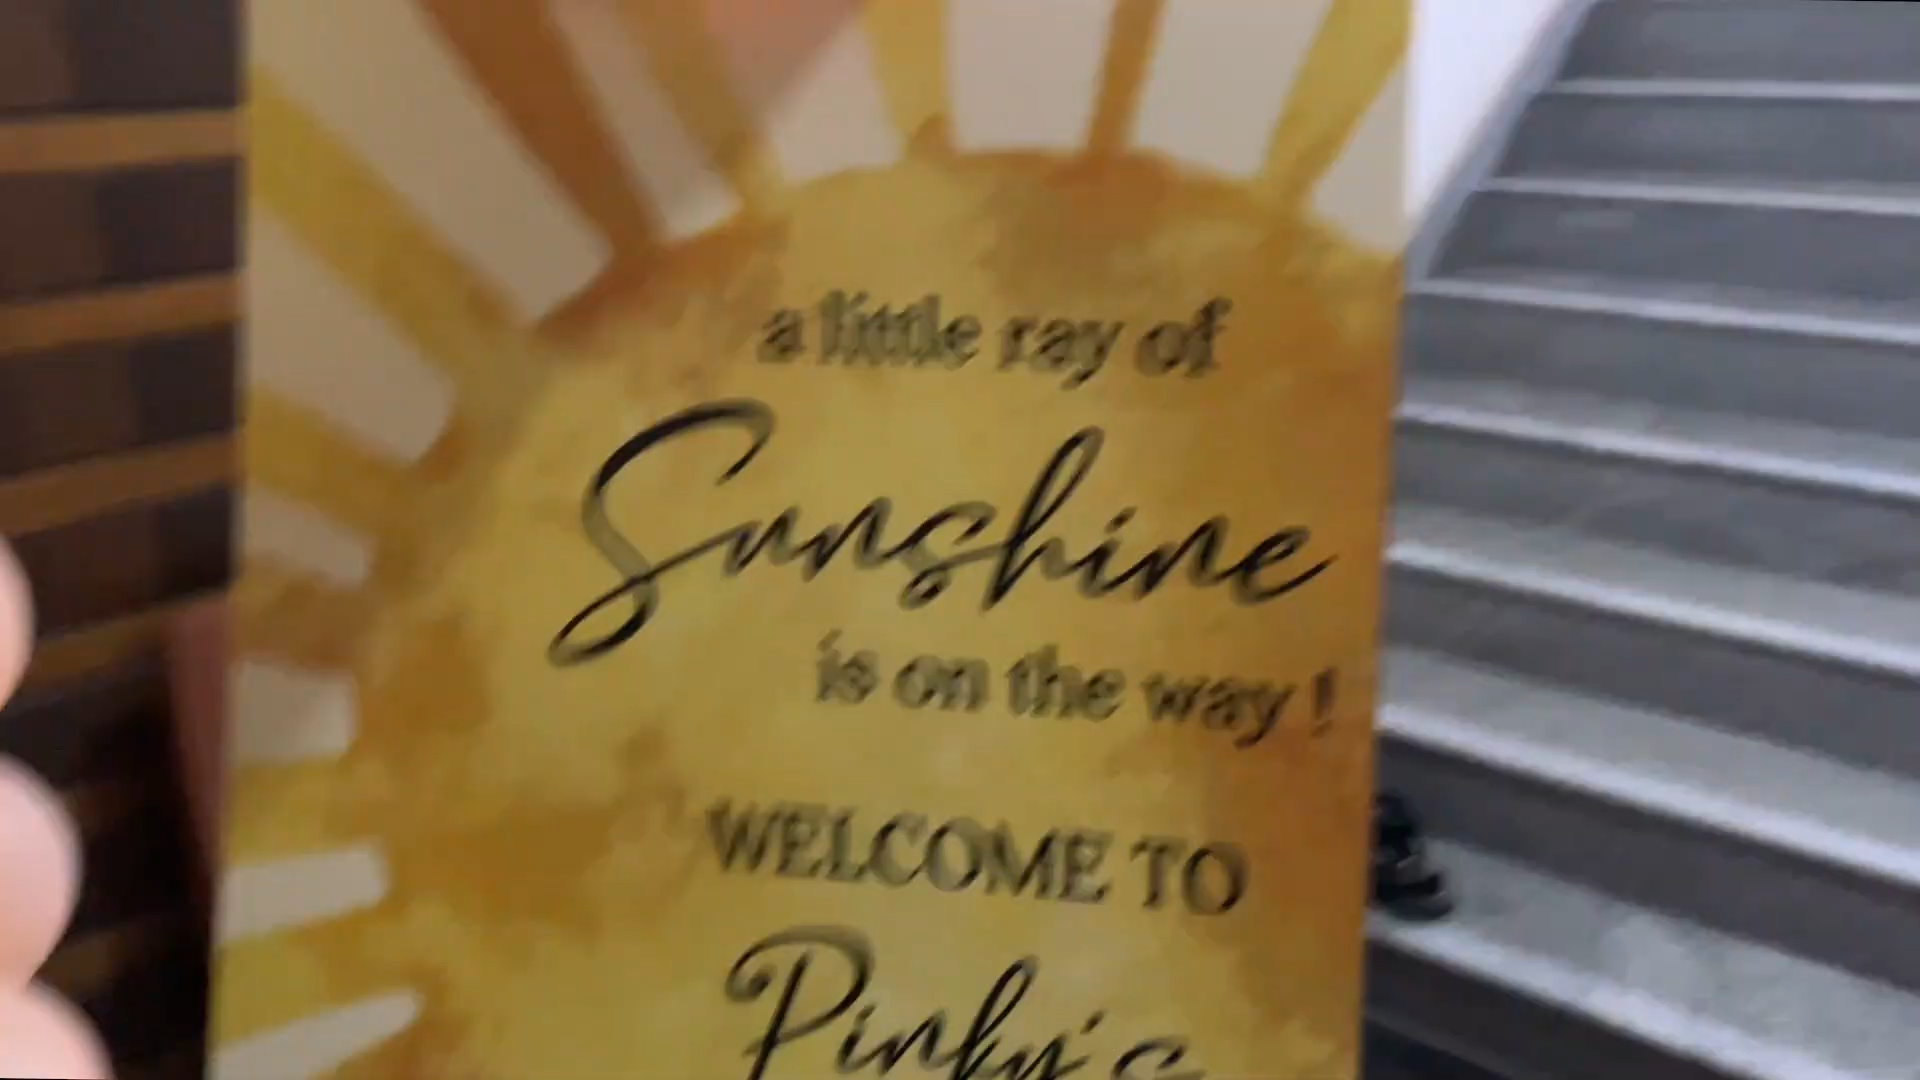 a little ray of
Sunshine
is on the way !
WELCOME TO
Pinky's